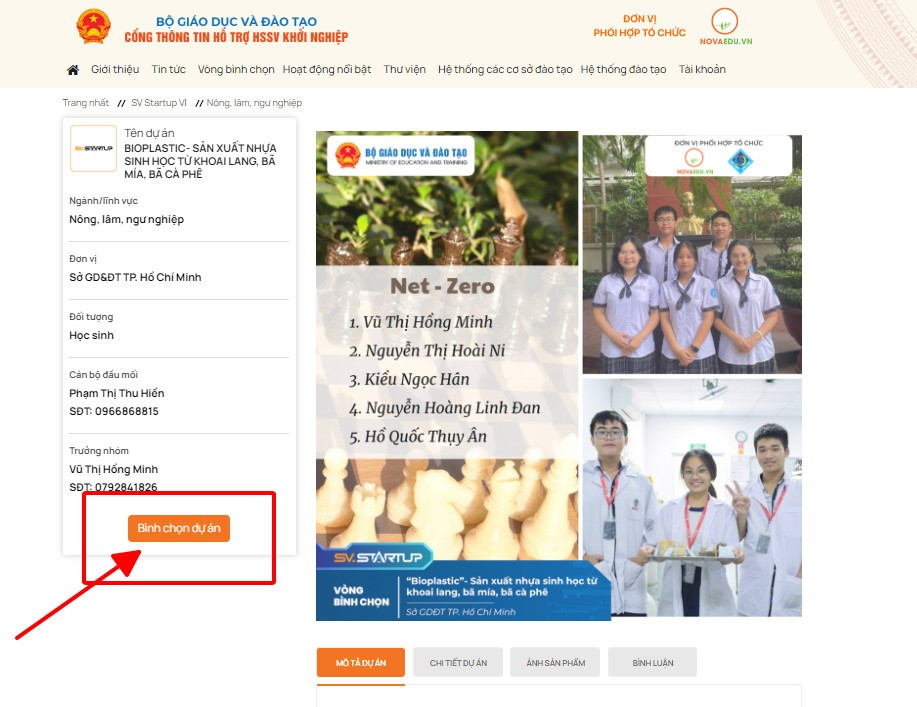 BỘ GIÁO DỤC VÀ ĐÀO TẠO
CỔNG THÔNG TIN HỖ TRỢ HSSV KHỞI NGHIỆP
ĐƠN VỊ
PHỐI HỢP TỔ CHỨC
NOVAEDU.VN
Giới thiệu Tin tức Vòng bình chọn Hoạt động nổi bật Thư viện Hệ thống các cơ sở đào tạo Hệ thống đào tạo Tài khoản
Trang nhất // SV Startup VI // Nông, lâm, ngư nghiệp
SV.STARTUP
Tên dự án
BIOPLASTIC- SẢN XUẤT NHỰA
SINH HỌC TỪ KHOAI LANG, BÃ
MÍA, BÃ CÀ PHÊ
Ngành/lĩnh vực
Nông, lâm, ngư nghiệp
Đơn vị
Sở GD&ĐT TP. Hồ Chí Minh
Đối tượng
Học sinh
Cán bộ đầu mối
Phạm Thị Thu Hiền
SĐT: 0966868815
Trưởng nhóm
Vũ Thị Hồng Minh
SĐT: 0792841826
Bình chọn dự án
BỘ GIÁO DỤC VÀ ĐÀO TẠO
MINISTRY OF EDUCATION AND TRAINING
ĐƠN VỊ PHỐI HỢP TỔ CHỨC
NOVAEDU.VN
Net - Zero
1. Vũ Thị Hồng Minh
2. Nguyễn Thị Hoài Ni
3. Kiều Ngọc Hân
4. Nguyễn Hoàng Linh Đan
5. Hồ Quốc Thụy Ân
SV.STARTUP
VÒNG
BÌNH CHỌN
"Bioplastic"- Sản xuất nhựa sinh học từ
khoai lang, bã mía, bã cà phê
Sở GDĐT TP. Hồ Chí Minh
MÔ TẢ DỰ ÁN CHI TIẾT DỰ ÁN ẢNH SẢN PHẨM BÌNH LUẬN